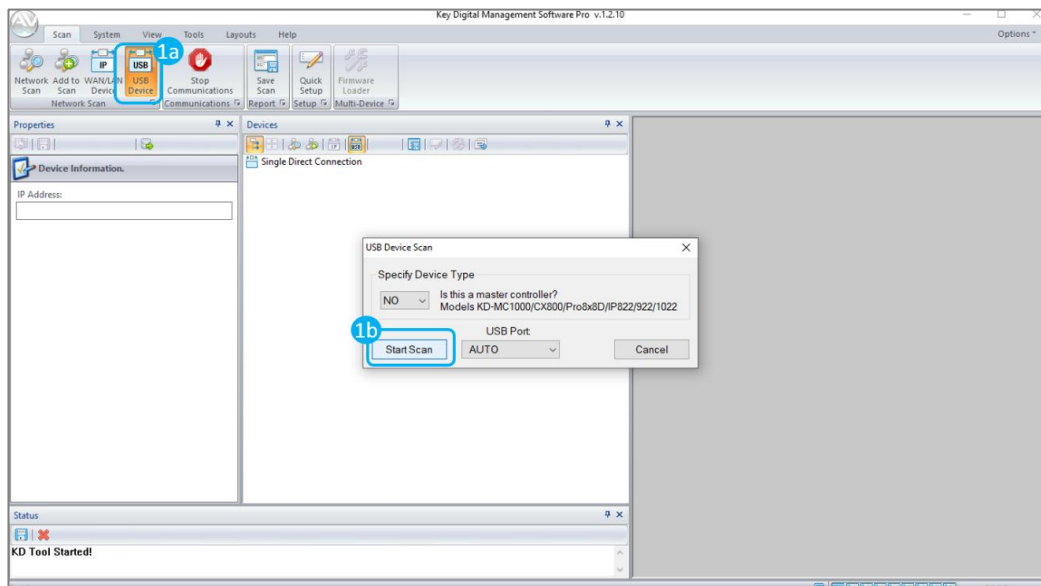 Key Digital Management Software Pro v.1.2.10
AV
Scan System View Tools Layouts Help
Options
1a
IP
USB
Network Scan
Add to Scan
WAN/LAN Device
USB Device
Stop Communications
Save Scan
Quick Setup
Firmware Loader
Network Scan
Communications
Report
Setup
Multi-Device
Properties
Devices
Device Information.
Single Direct Connection
IP Address:
USB Device Scan
Specify Device Type
NO
Is this a master controller?
Models KD-MC1000/CX800/Pro8x8D/IP822/922/1022
1b
USB Port
Start Scan
AUTO
Cancel
Status
KD Tool Started!